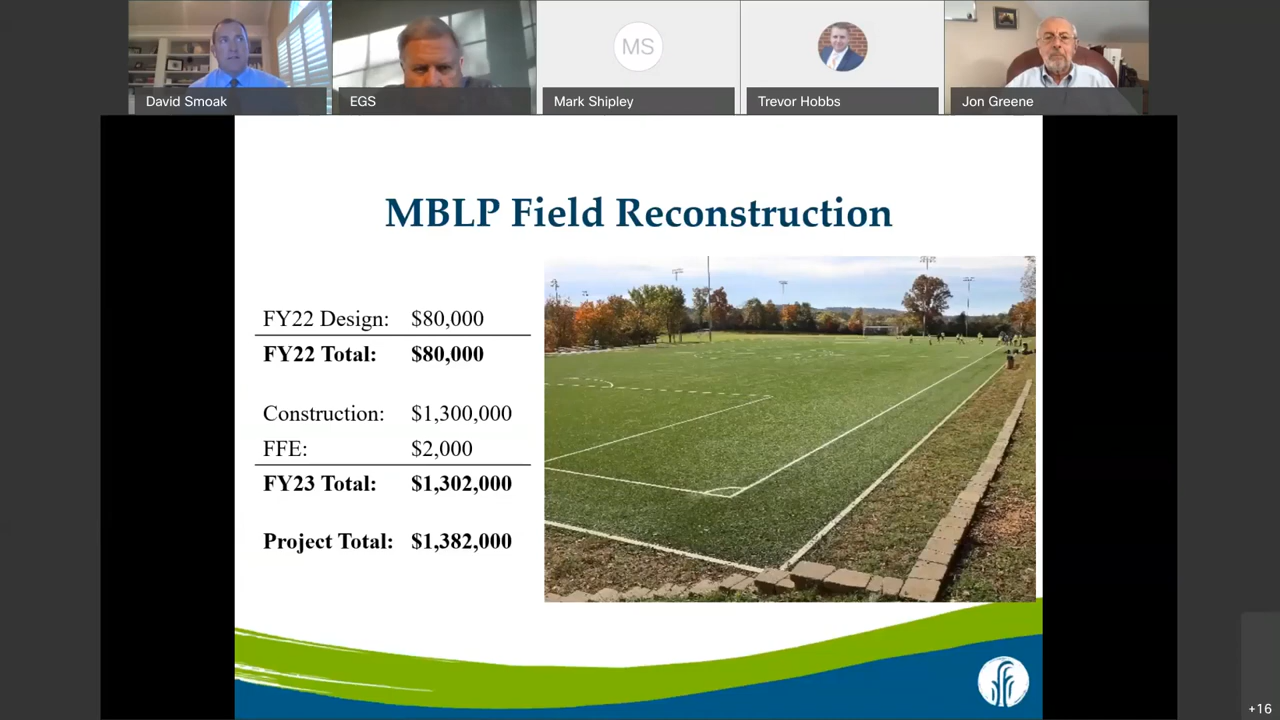 David Smoak
EGS
MS
Mark Shipley
Trevor Hobbs
Jon Greene
MBLP Field Reconstruction
FY22 Design: $80,000
FY22 Total: $80,000
Construction: $1,300,000
FFE: $2,000
FY23 Total: $1,302,000
Project Total: $1,382,000
+16